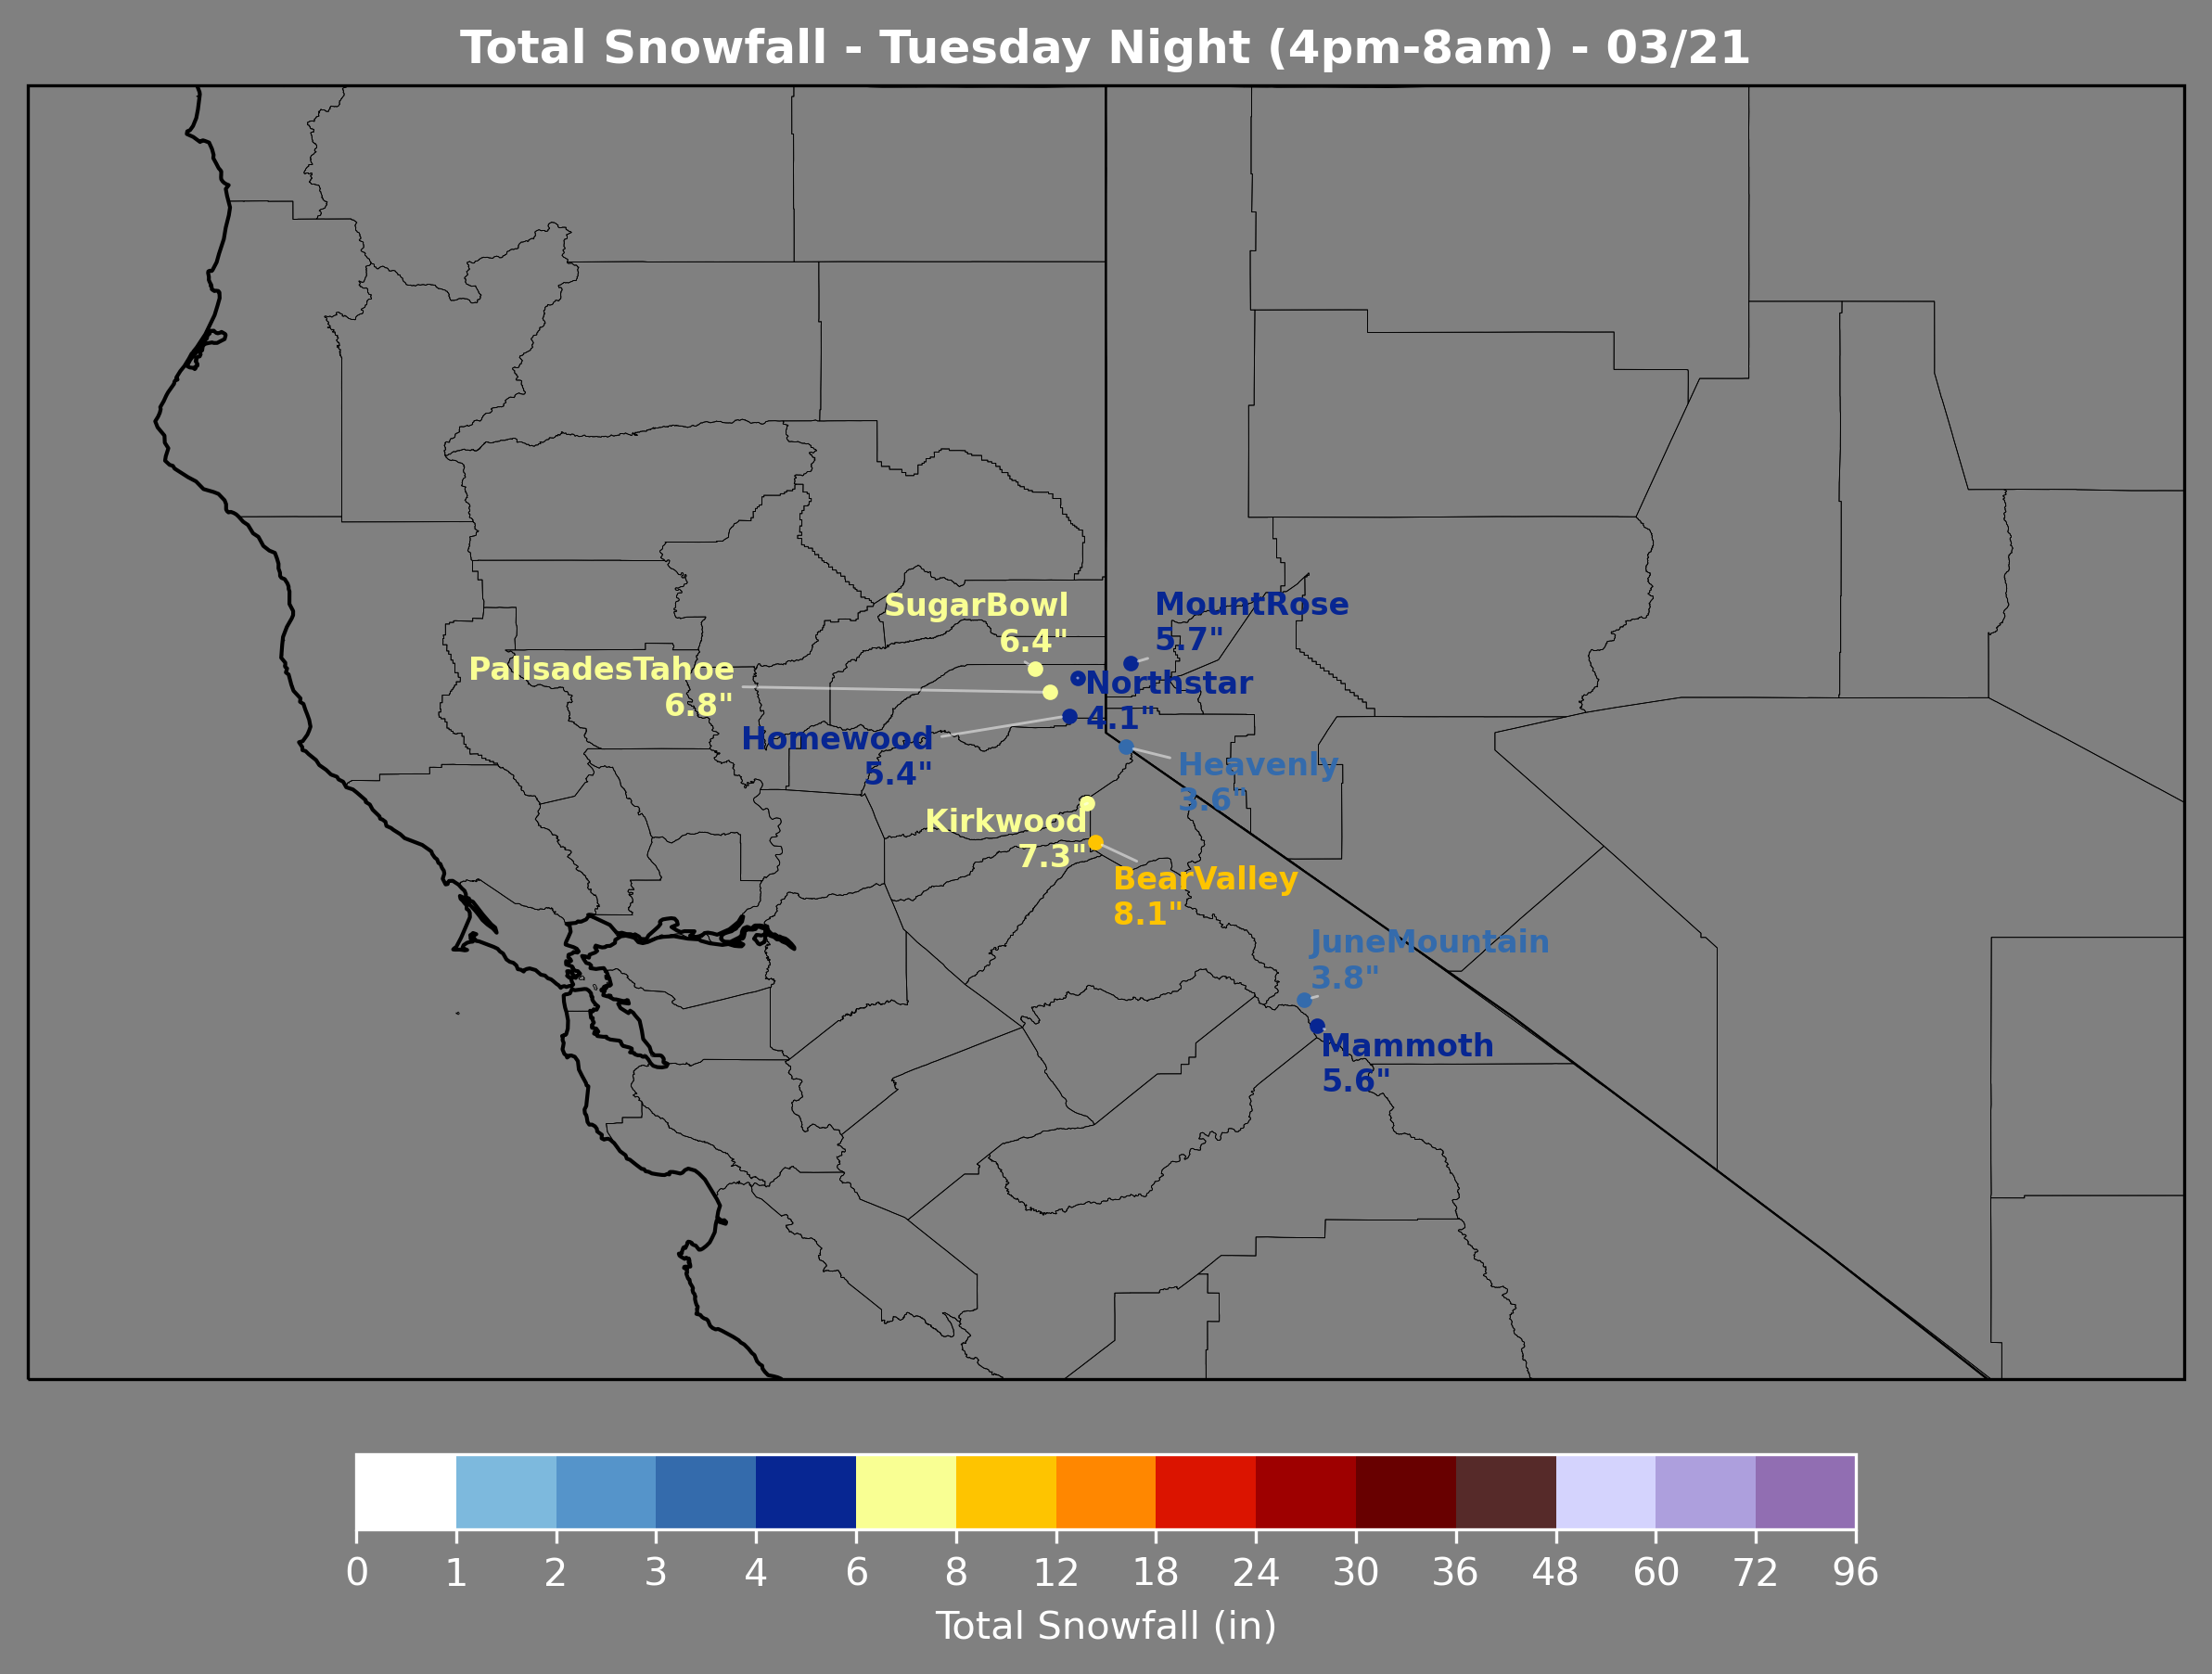 Total Snowfall - Tuesday Night (4pm-8am) - 03/21
SugarBowl
6.4"
MountRose
5.7"
PalisadesTahoe
6.8"
Northstar
4.1"
Homewood
5.4"
Heavenly
3.6"
Kirkwood
7.3"
BearValley
8.1"
JuneMountain
3.8"
Mammoth
5.6"
0 1 2 3 4 6 8 12 18 24 30 36 48 60 72 96
Total Snowfall (in)